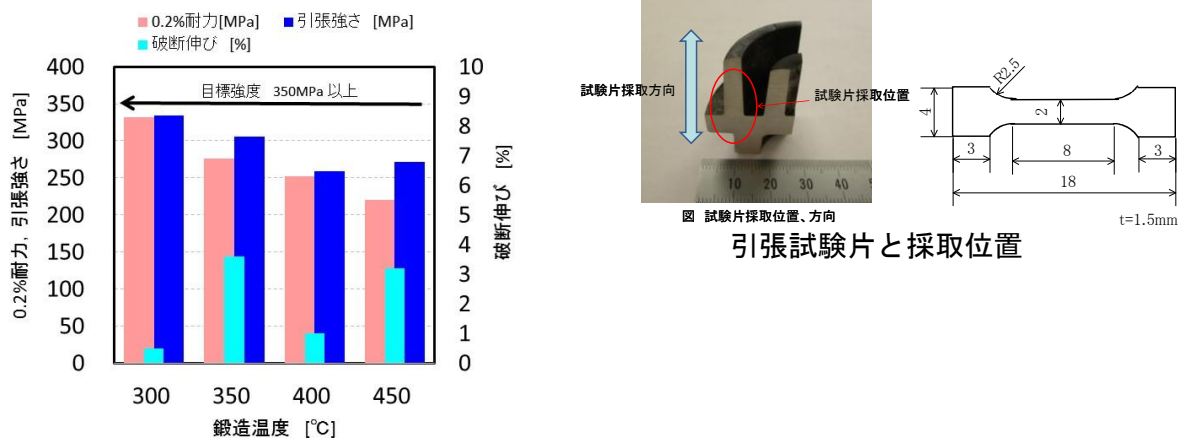 0.2%耐力[MPa]
引張強さ [MPa]
破断伸び [%]
400
350
300
250
200
150
100
50
0
0.2%耐力, 引張強さ [MPa]
目標強度 350MPa 以上
10
9
8
7
6
5
4
3
2
1
0
破断伸び [%]
300 350 400 450
鍛造温度 [℃]
試験片採取方向
試験片採取位置
10 20 30 40
図 試験片採取位置、方向
引張試験片と採取位置
R2.5
4
2
3
8
3
18
t=1.5mm